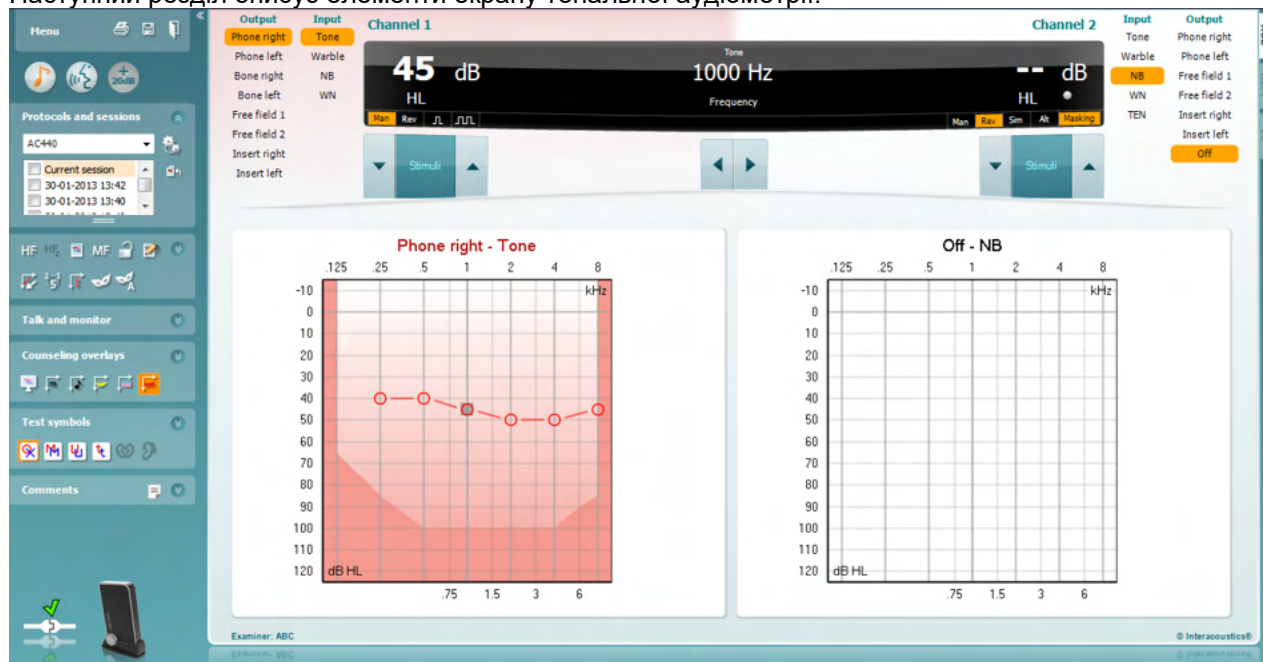 Наступний розділ описує елементи екрану тональної аудіометрії.
Menu
20dB
Protocols and sessions
AC440
Current session
30-01-2013 13:42
30-01-2013 13:40
HF HF2 MF
Talk and monitor
Counseling overlays
Test symbols
Comments
Output Input
Phone right Tone
Phone left Warble
Bone right NB
Bone left WN
Free field 1
Free field 2
Insert right
Insert left
Channel 1
45 dB
HL
Man Rev
Stimuli
Tone
1000 Hz
Frequency
Channel 2
-- dB
HL
Man Rev Sim Alt Masking
Stimuli
Input Output
Tone Phone right
Warble Phone left
NB Free field 1
WN Free field 2
TEN Insert right
Insert left
Off
Phone right - Tone
.125 .25 .5 1 2 4 8
kHz
-10
0
10
20
30
40
50
60
70
80
90
100
110
120
dB HL
.75 1.5 3 6
Off - NB
.125 .25 .5 1 2 4 8
kHz
-10
0
10
20
30
40
50
60
70
80
90
100
110
120
dB HL
.75 1.5 3 6
Examiner: ABC
© Interacoustics®